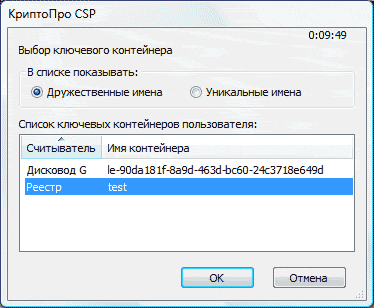 КриптоПро CSP
0:09:49
Выбор ключевого контейнера
В списке показывать:
Дружественные имена Уникальные имена
Список ключевых контейнеров пользователя:
Считыватель Имя контейнера
Дисковод G le-90da181f-8a9d-463d-bc60-24c3718e649d
Реестр test
OK Отмена